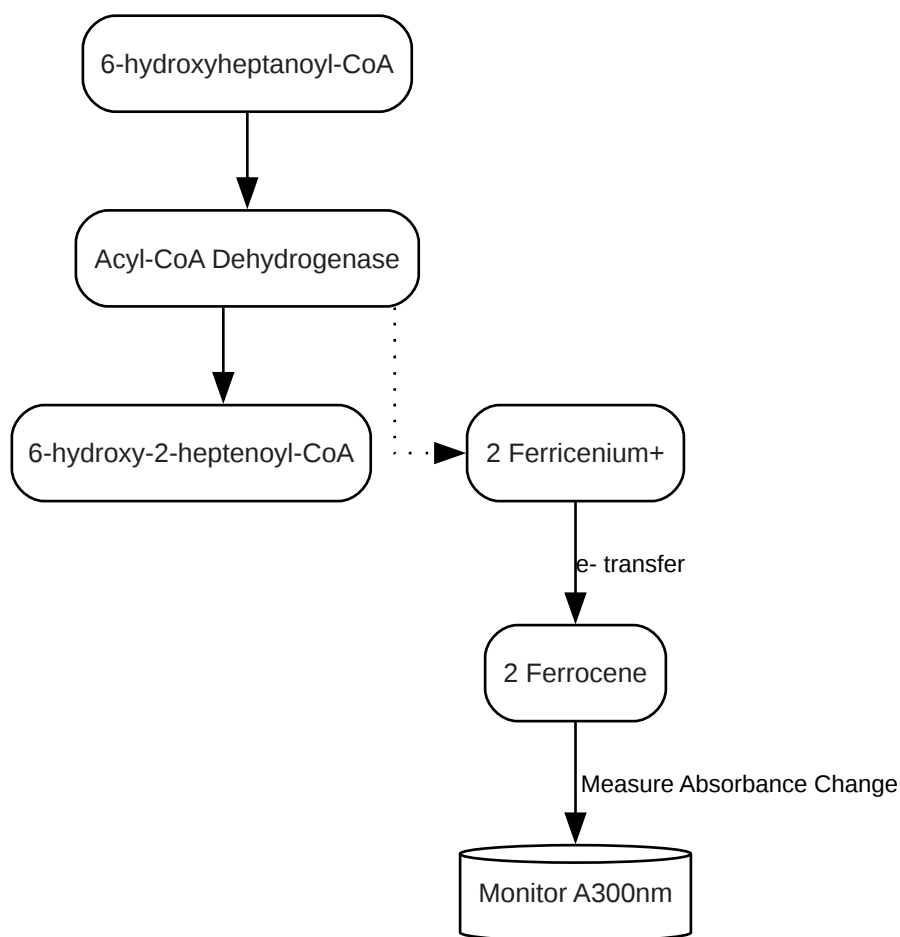 6-hydroxyheptanoyl-CoA
Acyl-CoA Dehydrogenase
6-hydroxy-2-heptenoyl-CoA
2 Ferricenium+
e- transfer
2 Ferrocene
Measure Absorbance Change
Monitor A300nm